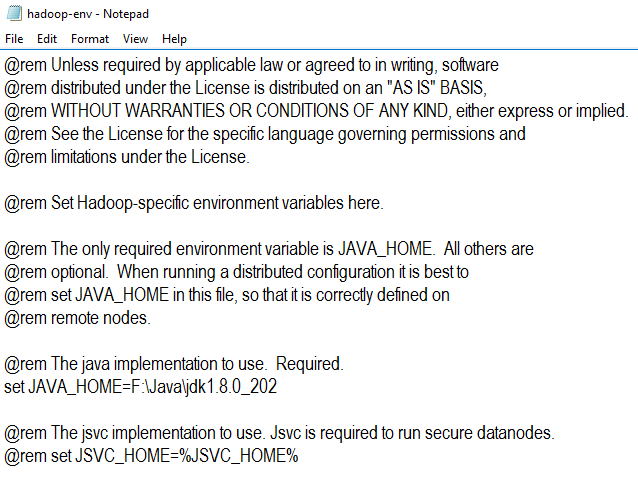 hadoop-env - Notepad
File Edit Format View Help
@rem Unless required by applicable law or agreed to in writing, software
@rem distributed under the License is distributed on an "AS IS" BASIS,
@rem WITHOUT WARRANTIES OR CONDITIONS OF ANY KIND, either express or implied.
@rem See the License for the specific language governing permissions and
@rem limitations under the License.
@rem Set Hadoop-specific environment variables here.
@rem The only required environment variable is JAVA_HOME.  All others are
@rem optional.  When running a distributed configuration it is best to
@rem set JAVA_HOME in this file, so that it is correctly defined on
@rem remote nodes.
@rem The java implementation to use.  Required.
set JAVA_HOME=F:\Java\jdk1.8.0_202
@rem The jsvc implementation to use. Jsvc is required to run secure datanodes.
@rem set JSVC_HOME=%JSVC_HOME%